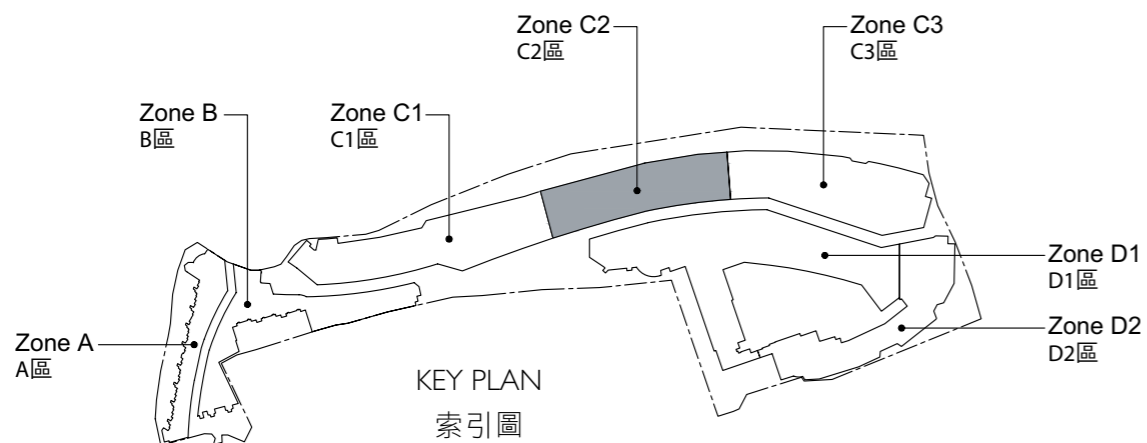 Zone C2
C2區
Zone C3
C3區
Zone B
B區
Zone C1
C1區
Zone D1
D1區
Zone D2
D2區
Zone A
A區
KEY PLAN
索引圖